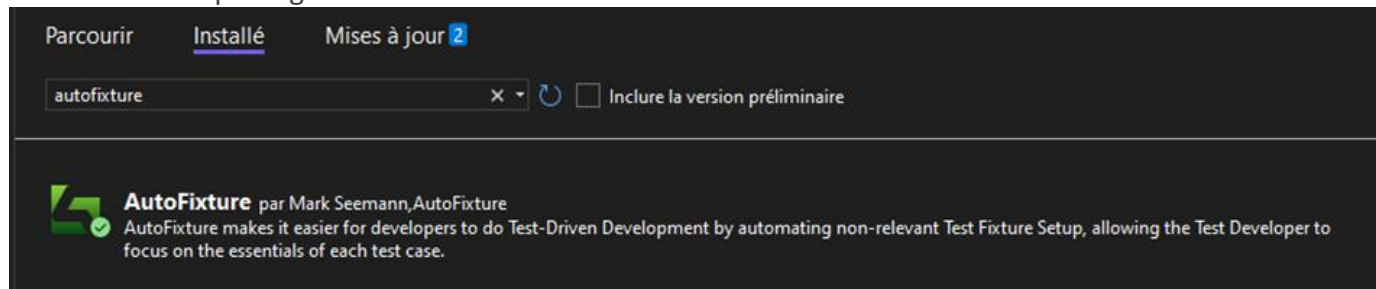 Parcourir Installé Mises à jour 2
autofixture Inclure la version préliminaire
AutoFixture par Mark Seemann,AutoFixture
AutoFixture makes it easier for developers to do Test-Driven Development by automating non-relevant Test Fixture Setup, allowing the Test Developer to
focus on the essentials of each test case.